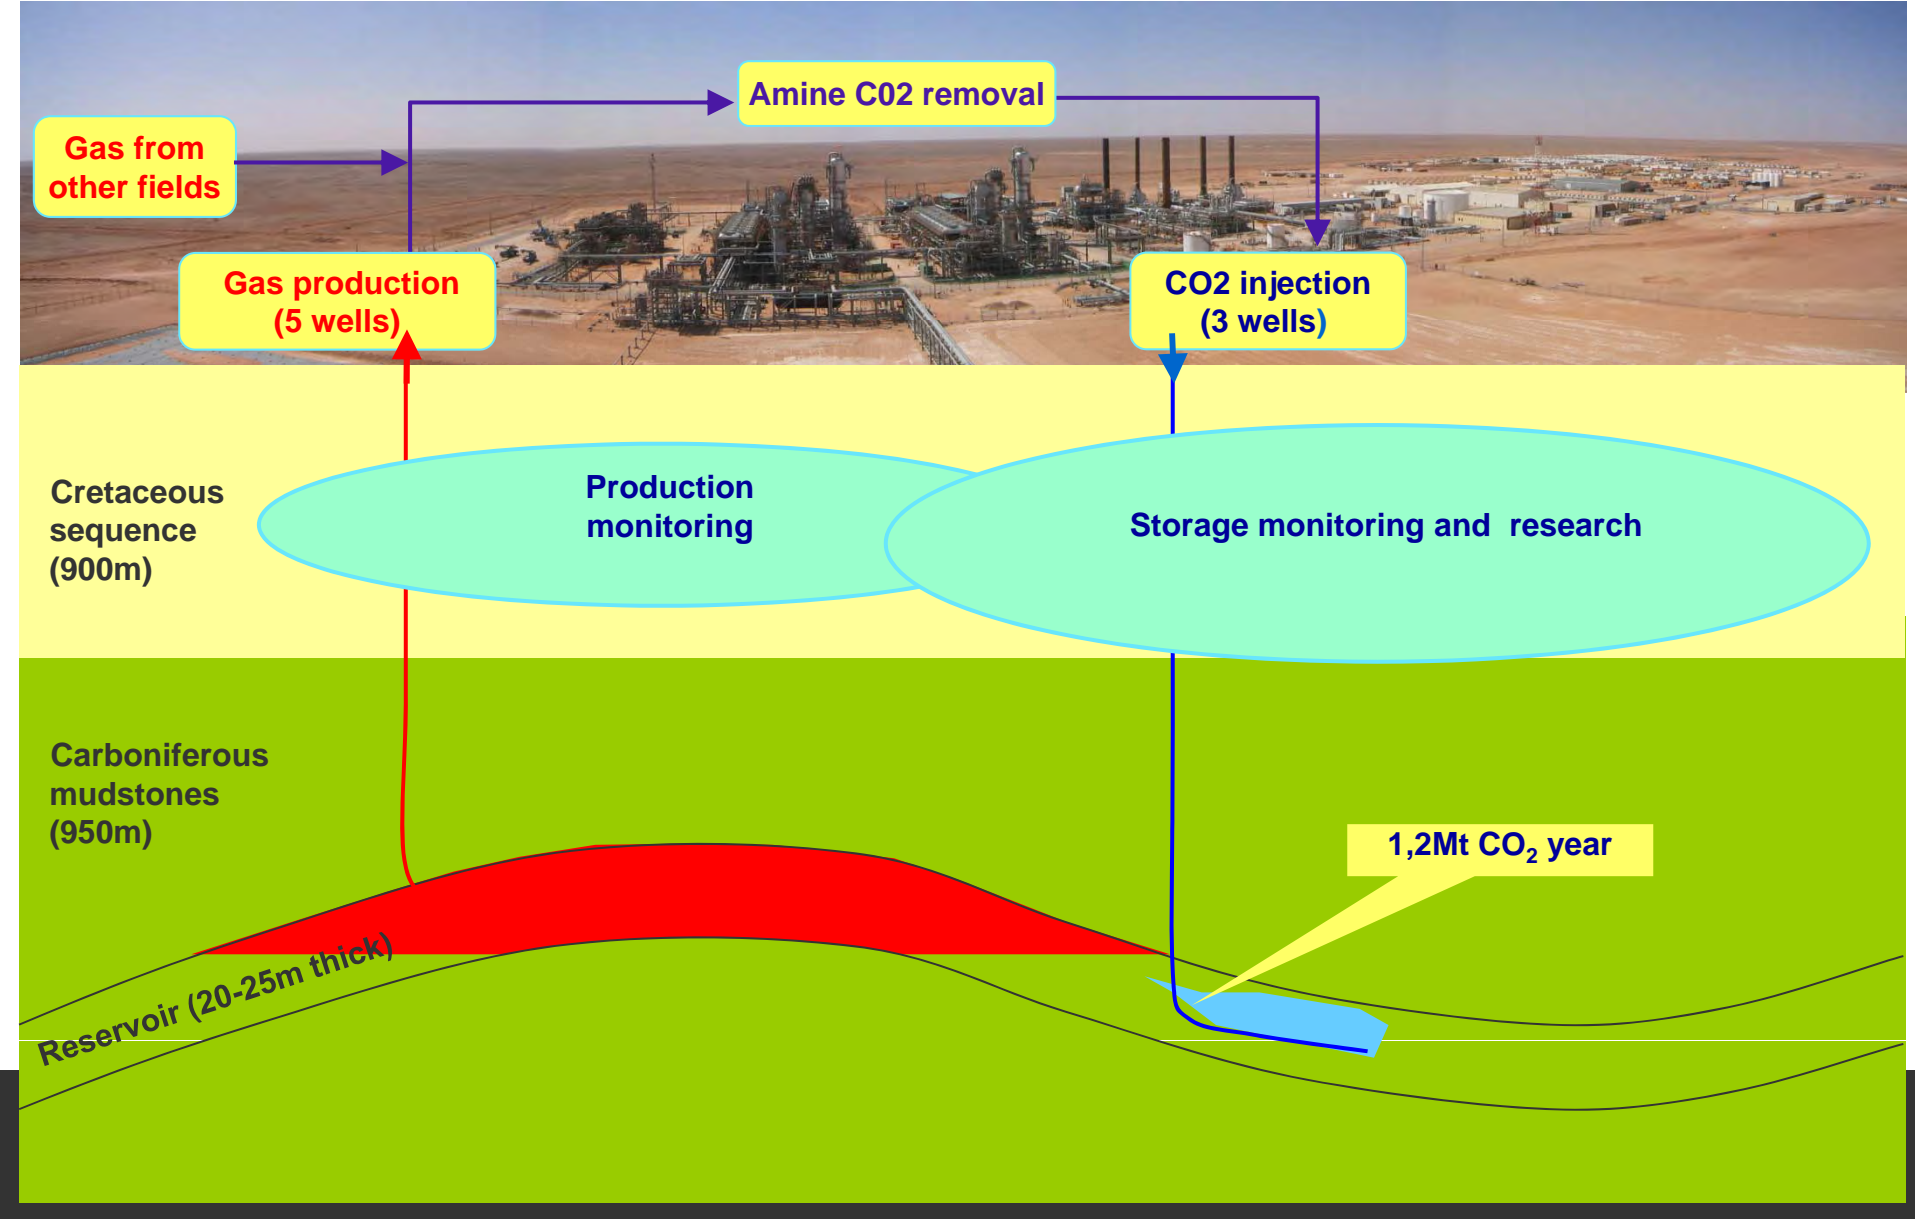 Amine C02 removal
Gas from
other fields
Gas production
(5 wells)
CO2 injection
(3 wells)
Cretaceous
sequence
(900m)
Production
monitoring
Storage monitoring and  research
Carboniferous
mudstones
(950m)
1,2Mt CO₂ year
Reservoir (20-25m thick)